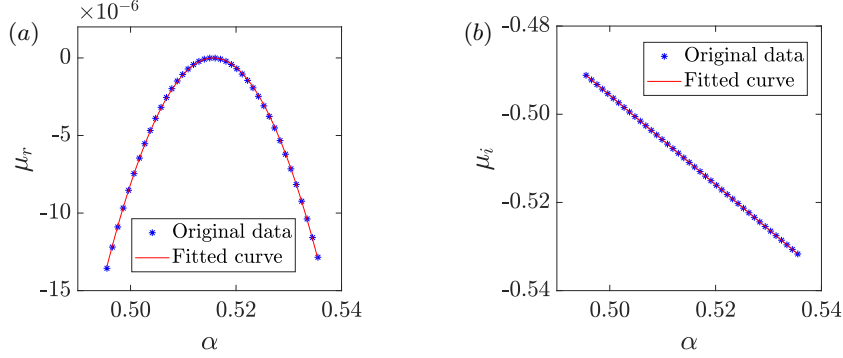 (a)
×10⁻⁶
0
-5
-10
-15
μᵣ
Original data
Fitted curve
0.50 0.52 0.54
α
(b)
-0.48
-0.50
-0.52
-0.54
μᵢ
Original data
Fitted curve
0.50 0.52 0.54
α